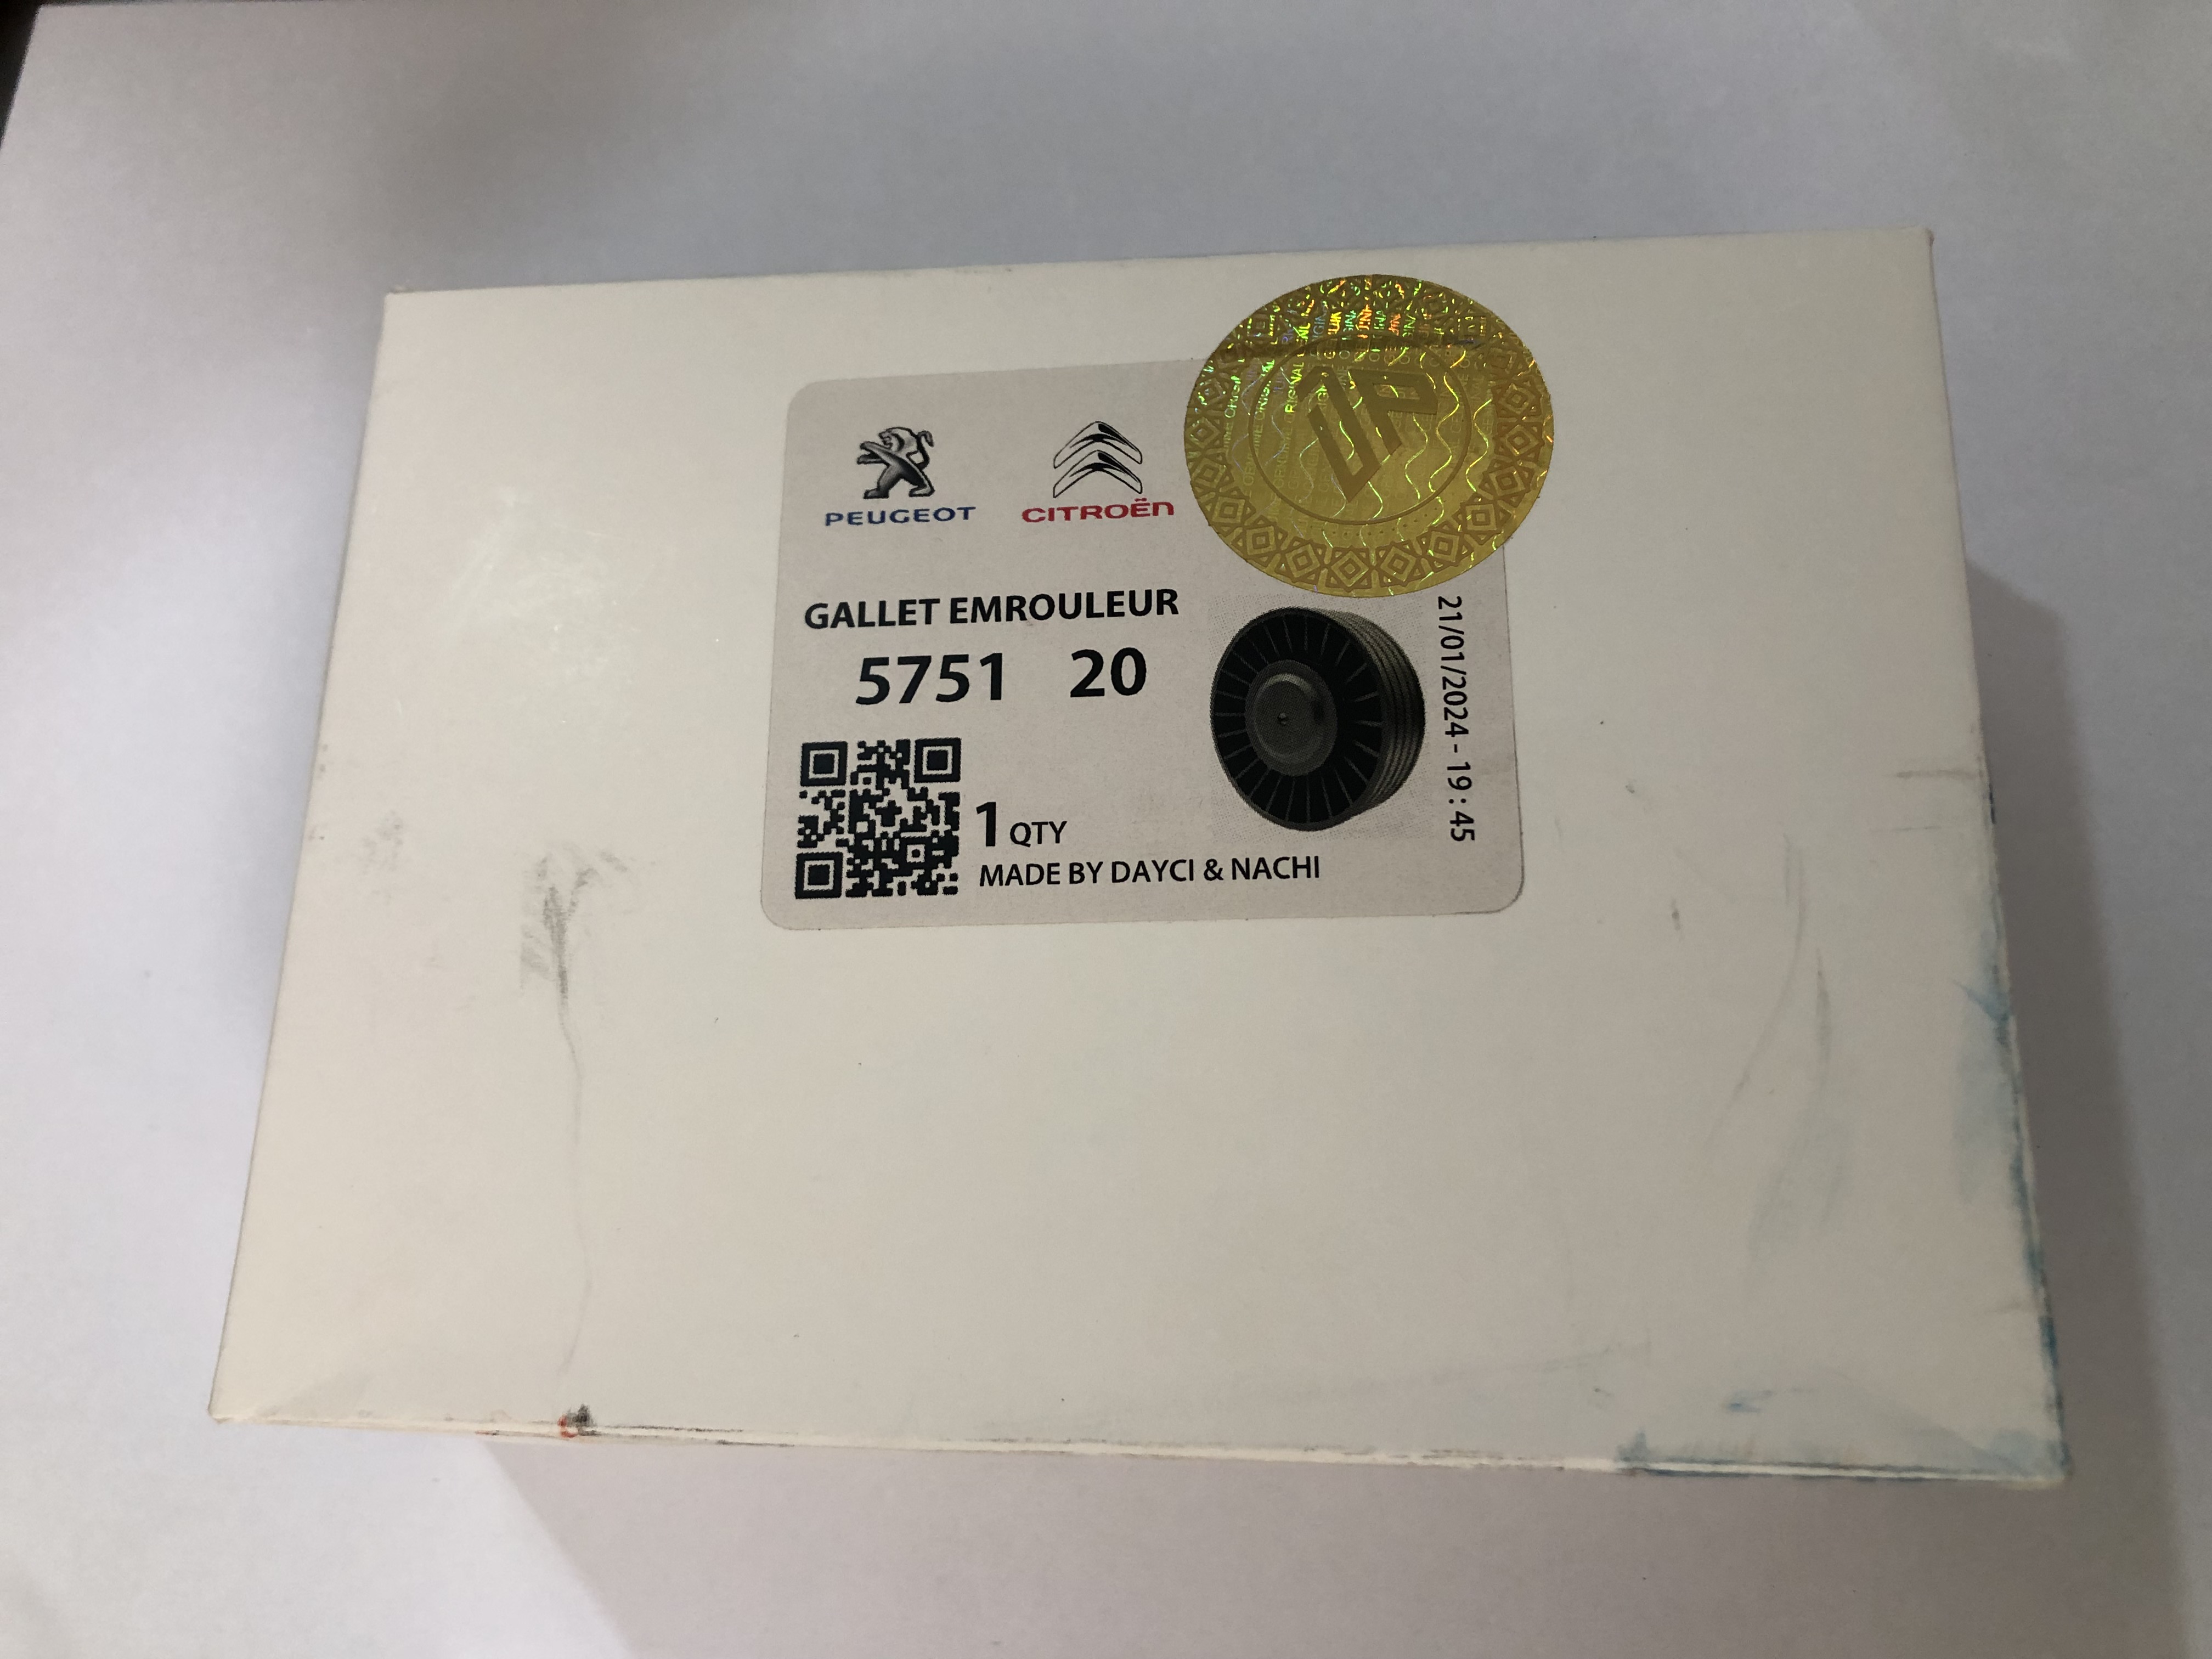 PEUGEOT
CITROËN
GALLET EMROULEUR
5751 20
1 QTY
MADE BY DAYCI & NACHI
21/01/2024 - 19:45